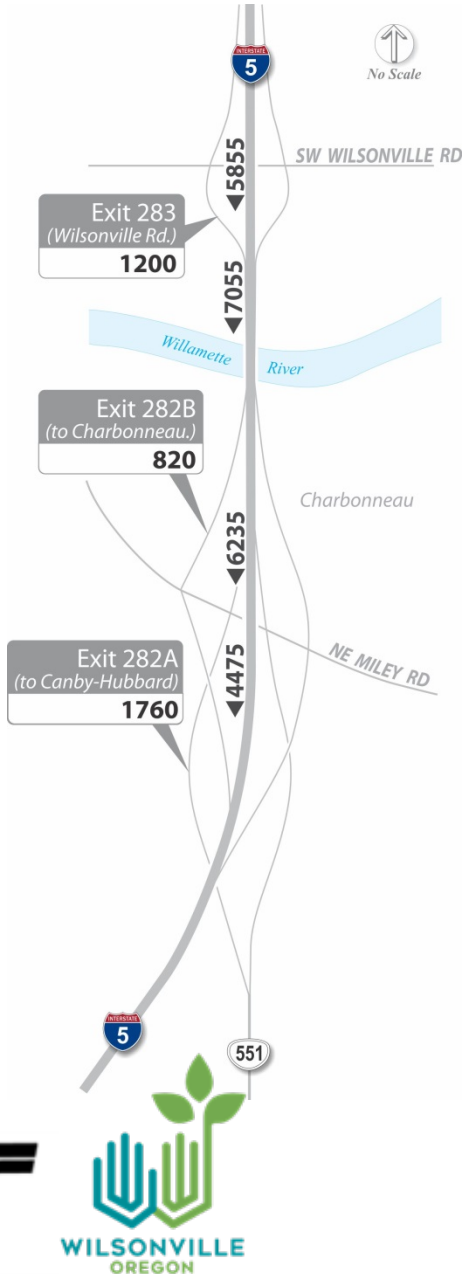 INTERSTATE
5
No Scale
SW WILSONVILLE RD
▼5855
Exit 283
(Wilsonville Rd.)
1200
▼7055
Willamette River
Exit 282B
(to Charbonneau.)
820
Charbonneau
▼6235
NE MILEY RD
Exit 282A
(to Canby-Hubbard)
1760
▼4475
INTERSTATE
5
551
WILSONVILLE
OREGON